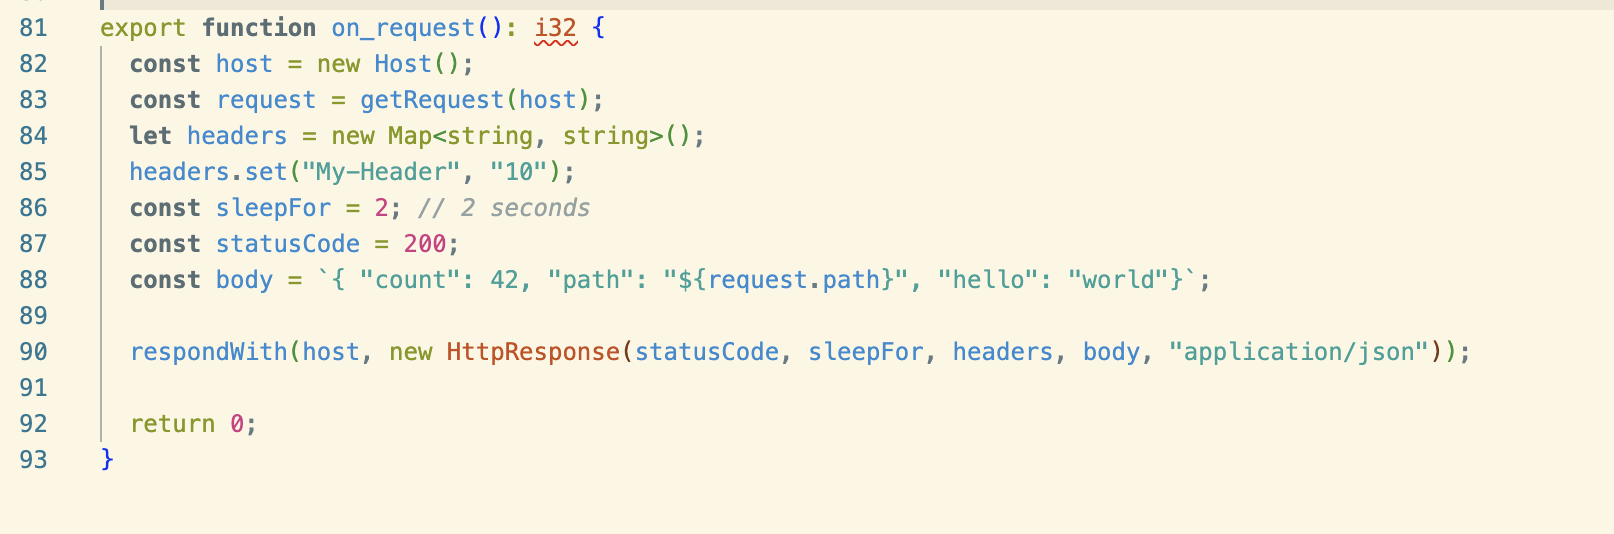 81 export function on_request(): i32 {
82 const host = new Host();
83 const request = getRequest(host);
84 let headers = new Map<string, string>();
85 headers.set("My-Header", "10");
86 const sleepFor = 2; // 2 seconds
87 const statusCode = 200;
88 const body = `{ "count": 42, "path": "${request.path}", "hello": "world"}`;
89
90 respondWith(host, new HttpResponse(statusCode, sleepFor, headers, body, "application/json"));
91
92 return 0;
93 }